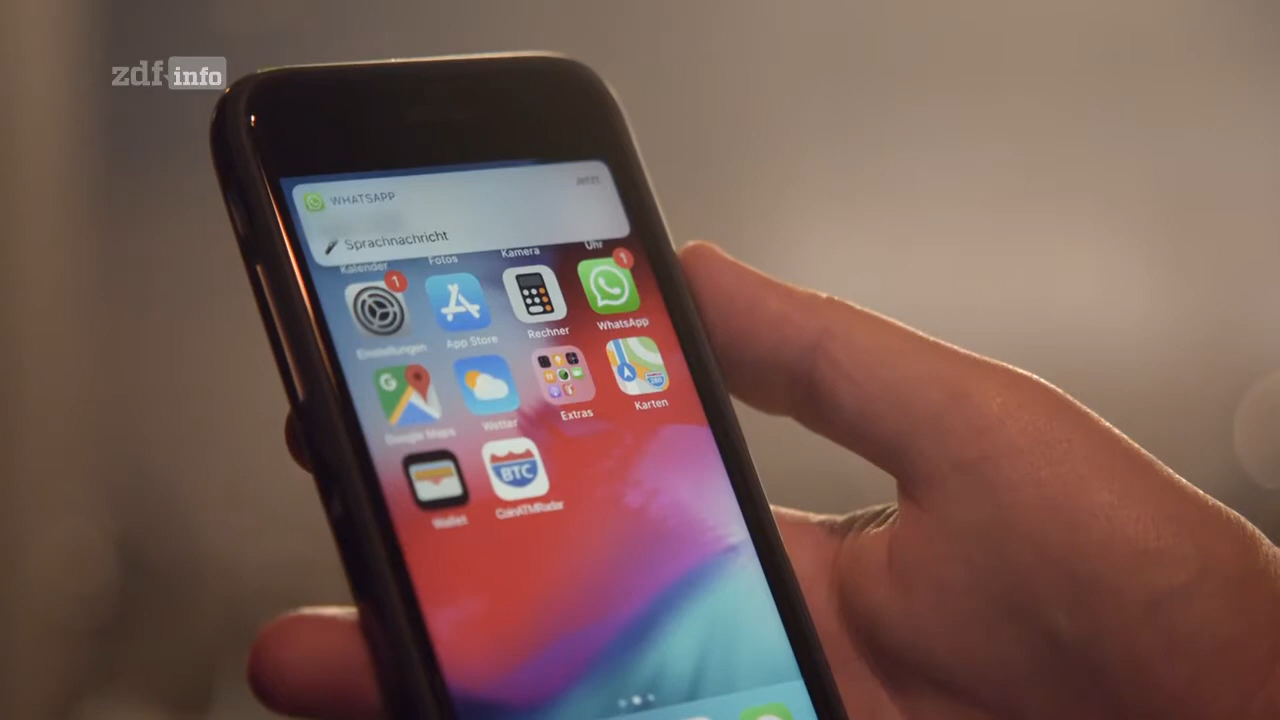 zdf info
WHATSAPP
JETZT
Sprachnachricht
Kalender
Fotos
Kamera
Uhr
1
1
Einstellungen
App Store
Rechner
WhatsApp
G
280
Google Maps
Wetter
Extras
Karten
BTC
Wallet
CoinATMRadar